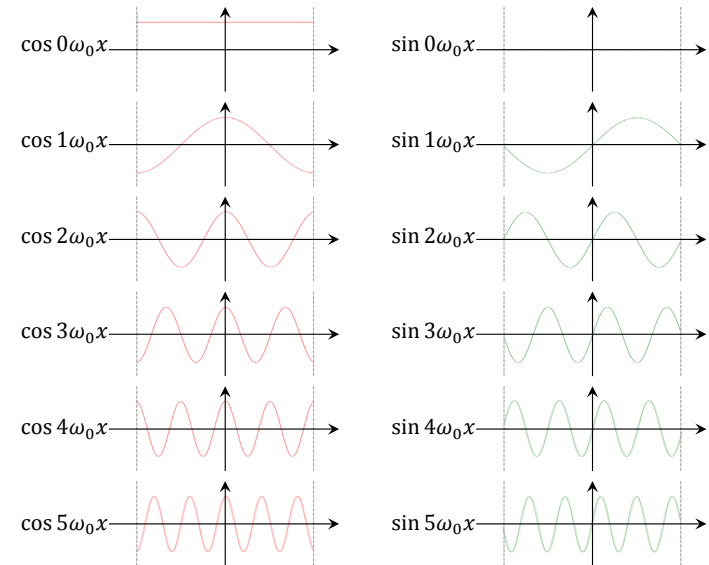 cos 0ω₀x
sin 0ω₀x
cos 1ω₀x
sin 1ω₀x
cos 2ω₀x
sin 2ω₀x
cos 3ω₀x
sin 3ω₀x
cos 4ω₀x
sin 4ω₀x
cos 5ω₀x
sin 5ω₀x